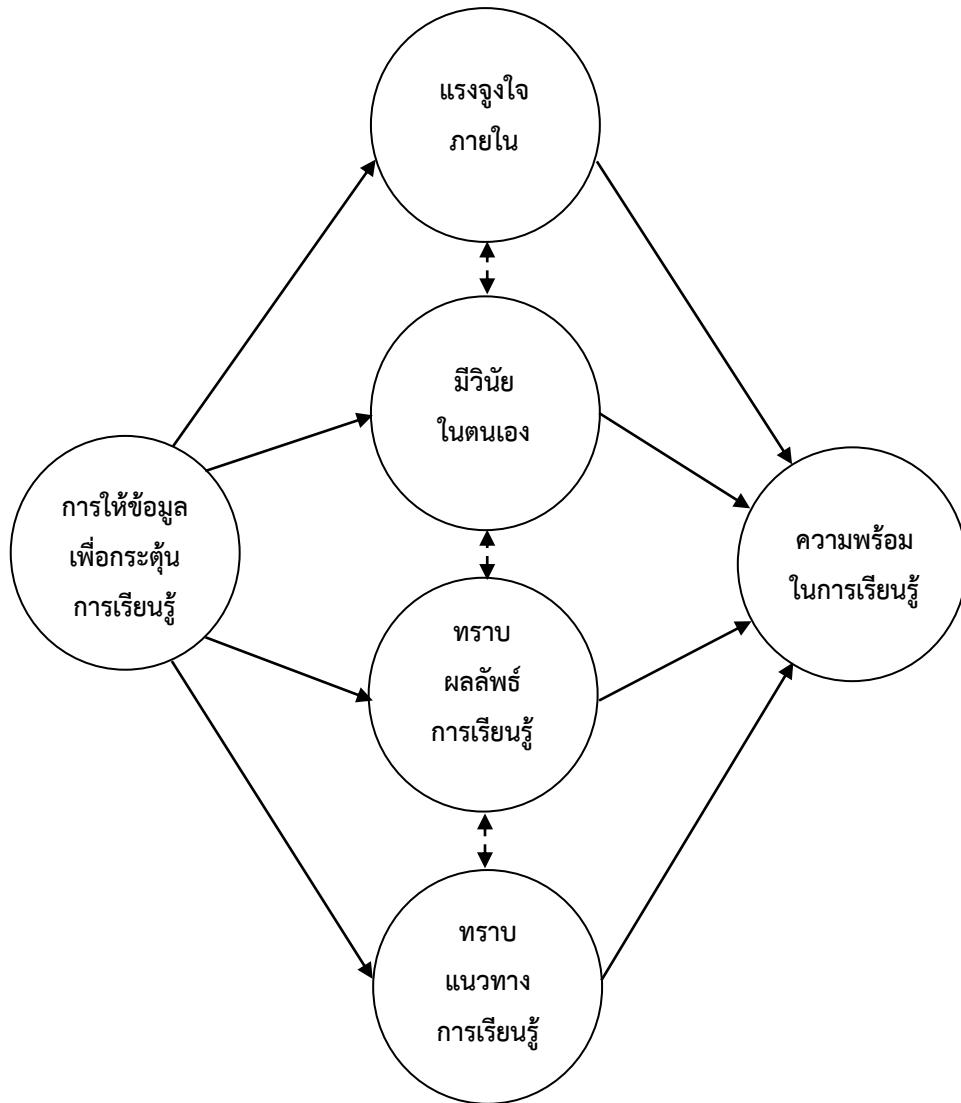 แรงจูงใจ
ภายใน
มีวินัย
ในตนเอง
การให้ข้อมูล
เพื่อกระตุ้น
การเรียนรู้
ความพร้อม
ในการเรียนรู้
ทราบ
ผลลัพธ์
การเรียนรู้
ทราบ
แนวทาง
การเรียนรู้